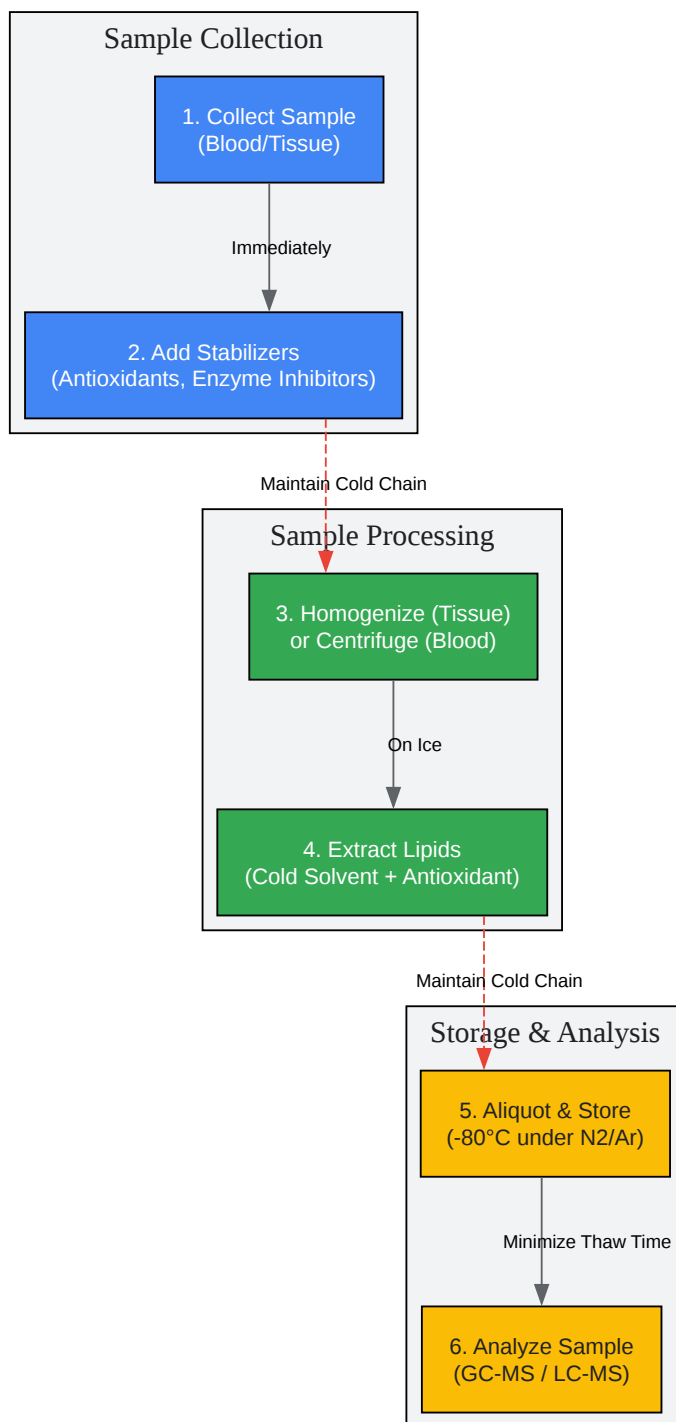 Sample Collection
1. Collect Sample
(Blood/Tissue)
Immediately
2. Add Stabilizers
(Antioxidants, Enzyme Inhibitors)
Maintain Cold Chain
Sample Processing
3. Homogenize (Tissue)
or Centrifuge (Blood)
On Ice
4. Extract Lipids
(Cold Solvent + Antioxidant)
Maintain Cold Chain
Storage & Analysis
5. Aliquot & Store
(-80°C under N2/Ar)
Minimize Thaw Time
6. Analyze Sample
(GC-MS / LC-MS)